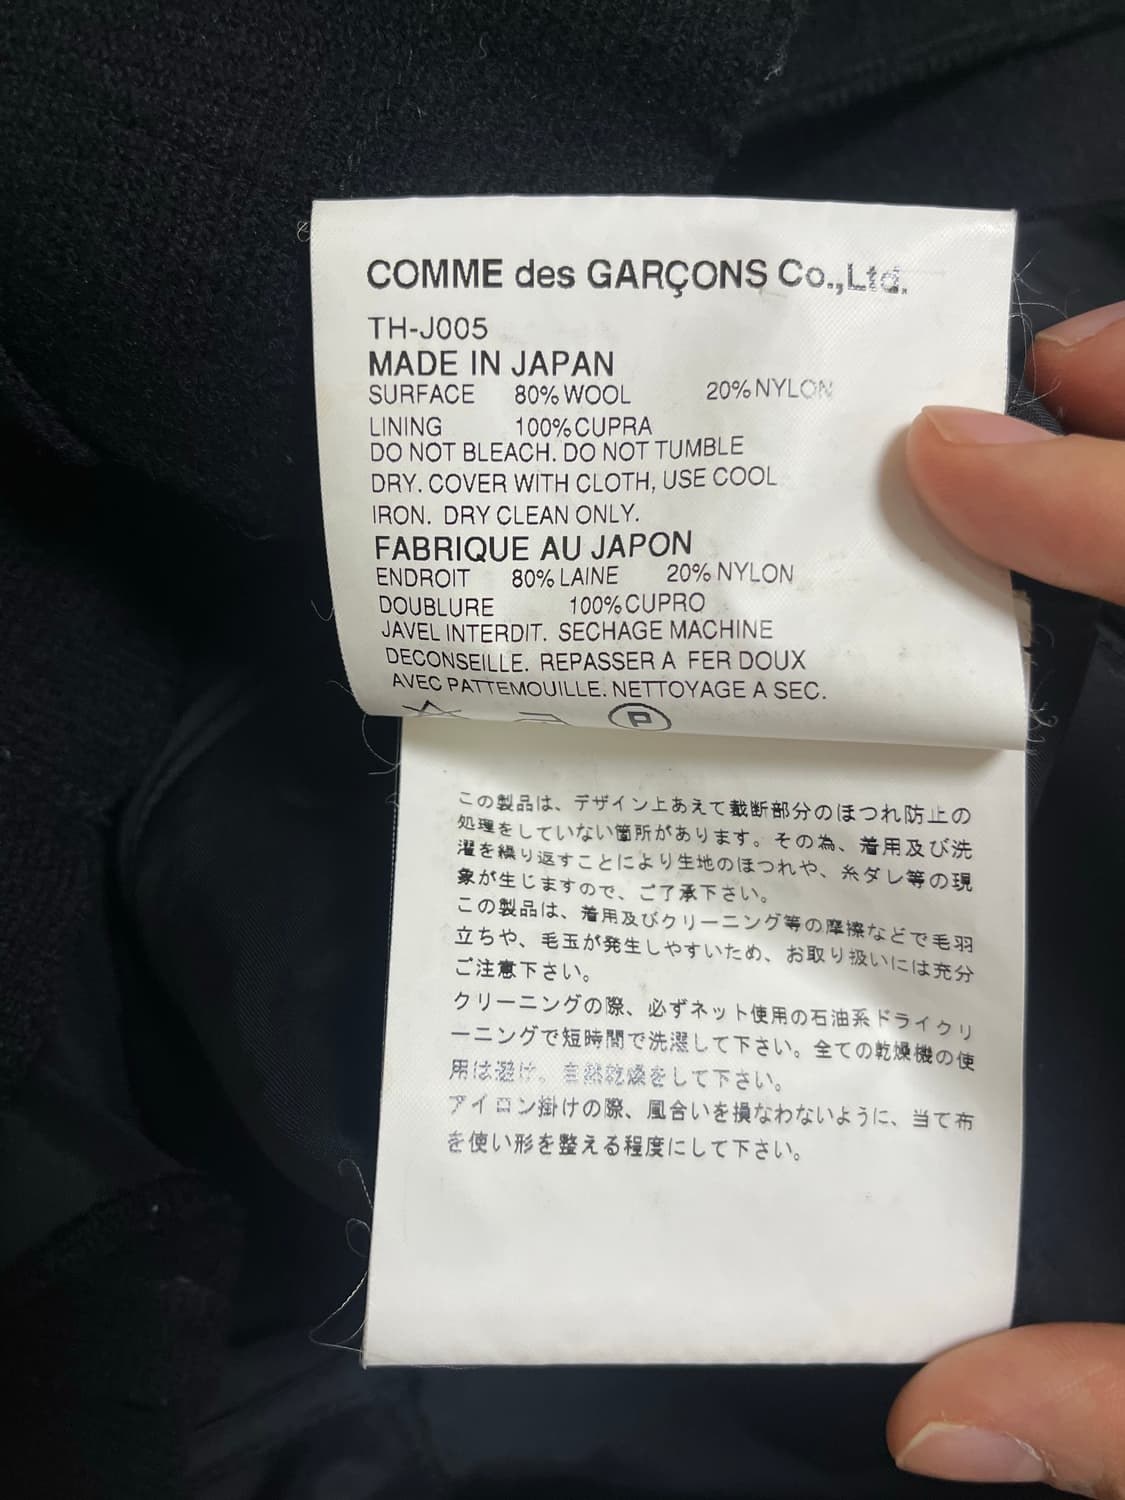 COMME des GARÇONS Co.,Ltd.
TH-J005
MADE IN JAPAN
SURFACE 80% WOOL 20% NYLON
LINING 100% CUPRA
DO NOT BLEACH. DO NOT TUMBLE
DRY. COVER WITH CLOTH, USE COOL
IRON. DRY CLEAN ONLY.
FABRIQUE AU JAPON
ENDROIT 80% LAINE 20% NYLON
DOUBLURE 100% CUPRO
JAVEL INTERDIT. SECHAGE MACHINE
DECONSEILLE. REPASSER A FER DOUX
AVEC PATTEMOUILLE. NETTOYAGE A SEC.
P
この製品は、デザイン上あえて裁断部分のほつれ防止の
処理をしていない箇所があります。その為、着用及び洗
濯を繰り返すことにより生地のほつれや、糸ダレ等の現
象が生じますので、ご了承下さい。
この製品は、着用及びクリーニング等の摩擦などで毛羽
立ちや、毛玉が発生しやすいため、お取り扱いには充分
ご注意下さい。
クリーニングの際、必ずネット使用の石油系ドライクリ
ーニングで短時間で洗濯して下さい。全ての乾燥機の使
用は避け、自然乾燥をして下さい。
アイロン掛けの際、風合いを損なわないように、当て布
を使い形を整える程度にして下さい。